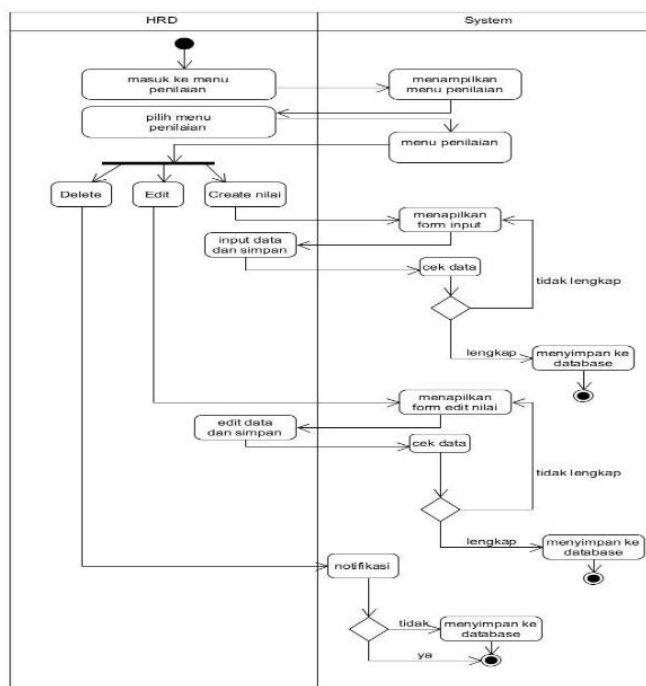 HRD
System
masuk ke menu
penilaian
menampilkan
menu penilaian
pilih menu
penilaian
menu penilaian
Delete
Edit
Create nilai
menapilkan
form input
input data
dan simpan
cek data
tidak lengkap
lengkap
menyimpan ke
database
menapilkan
form edit nilai
edit data
dan simpan
cek data
tidak lengkap
lengkap
menyimpan ke
database
notifikasi
tidak
menyimpan ke
database
ya